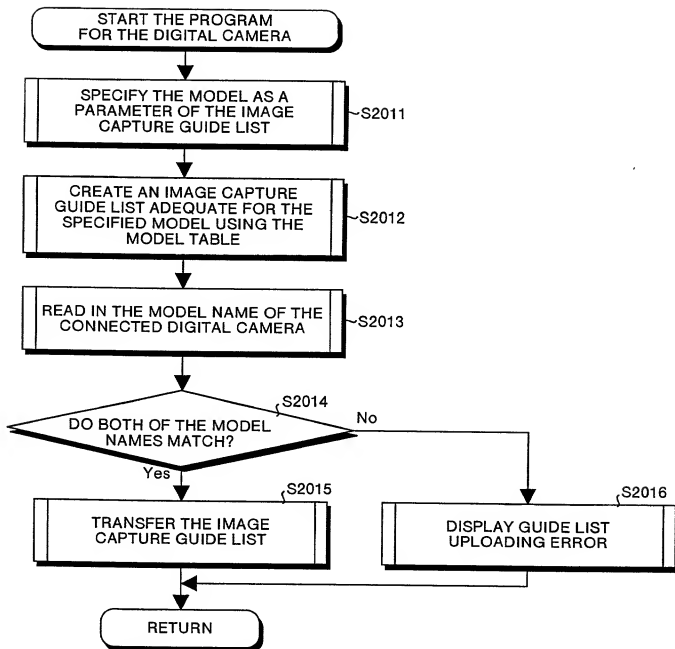 START THE PROGRAM
FOR THE DIGITAL CAMERA
SPECIFY THE MODEL AS A
PARAMETER OF THE IMAGE
CAPTURE GUIDE LIST
S2011
CREATE AN IMAGE CAPTURE
GUIDE LIST ADEQUATE FOR THE
SPECIFIED MODEL USING THE
MODEL TABLE
S2012
READ IN THE MODEL NAME OF THE
CONNECTED DIGITAL CAMERA
S2013
S2014
DO BOTH OF THE MODEL
NAMES MATCH?
No
Yes
S2015
TRANSFER THE IMAGE
CAPTURE GUIDE LIST
S2016
DISPLAY GUIDE LIST
UPLOADING ERROR
RETURN